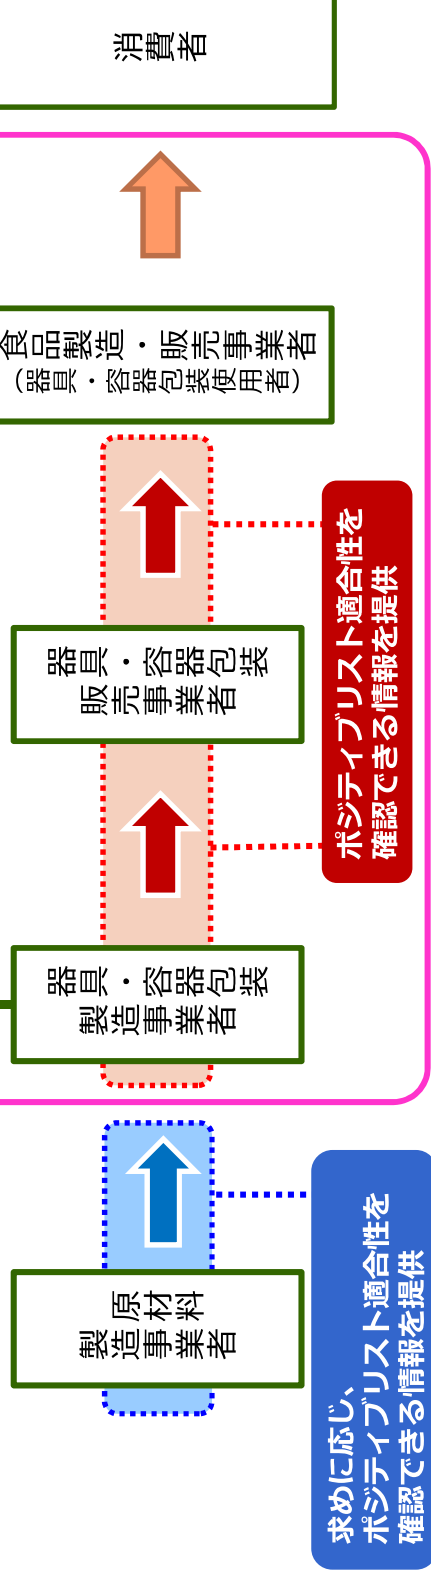 原材料
製造事業者
求めに応じ、
ポジティブリスト適合性を
確認できる情報を提供
器具・容器包装
製造事業者
器具・容器包装
販売事業者
ポジティブリスト適合性を
確認できる情報を提供
食品製造・販売事業者
（器具・容器包装使用者）
消費者